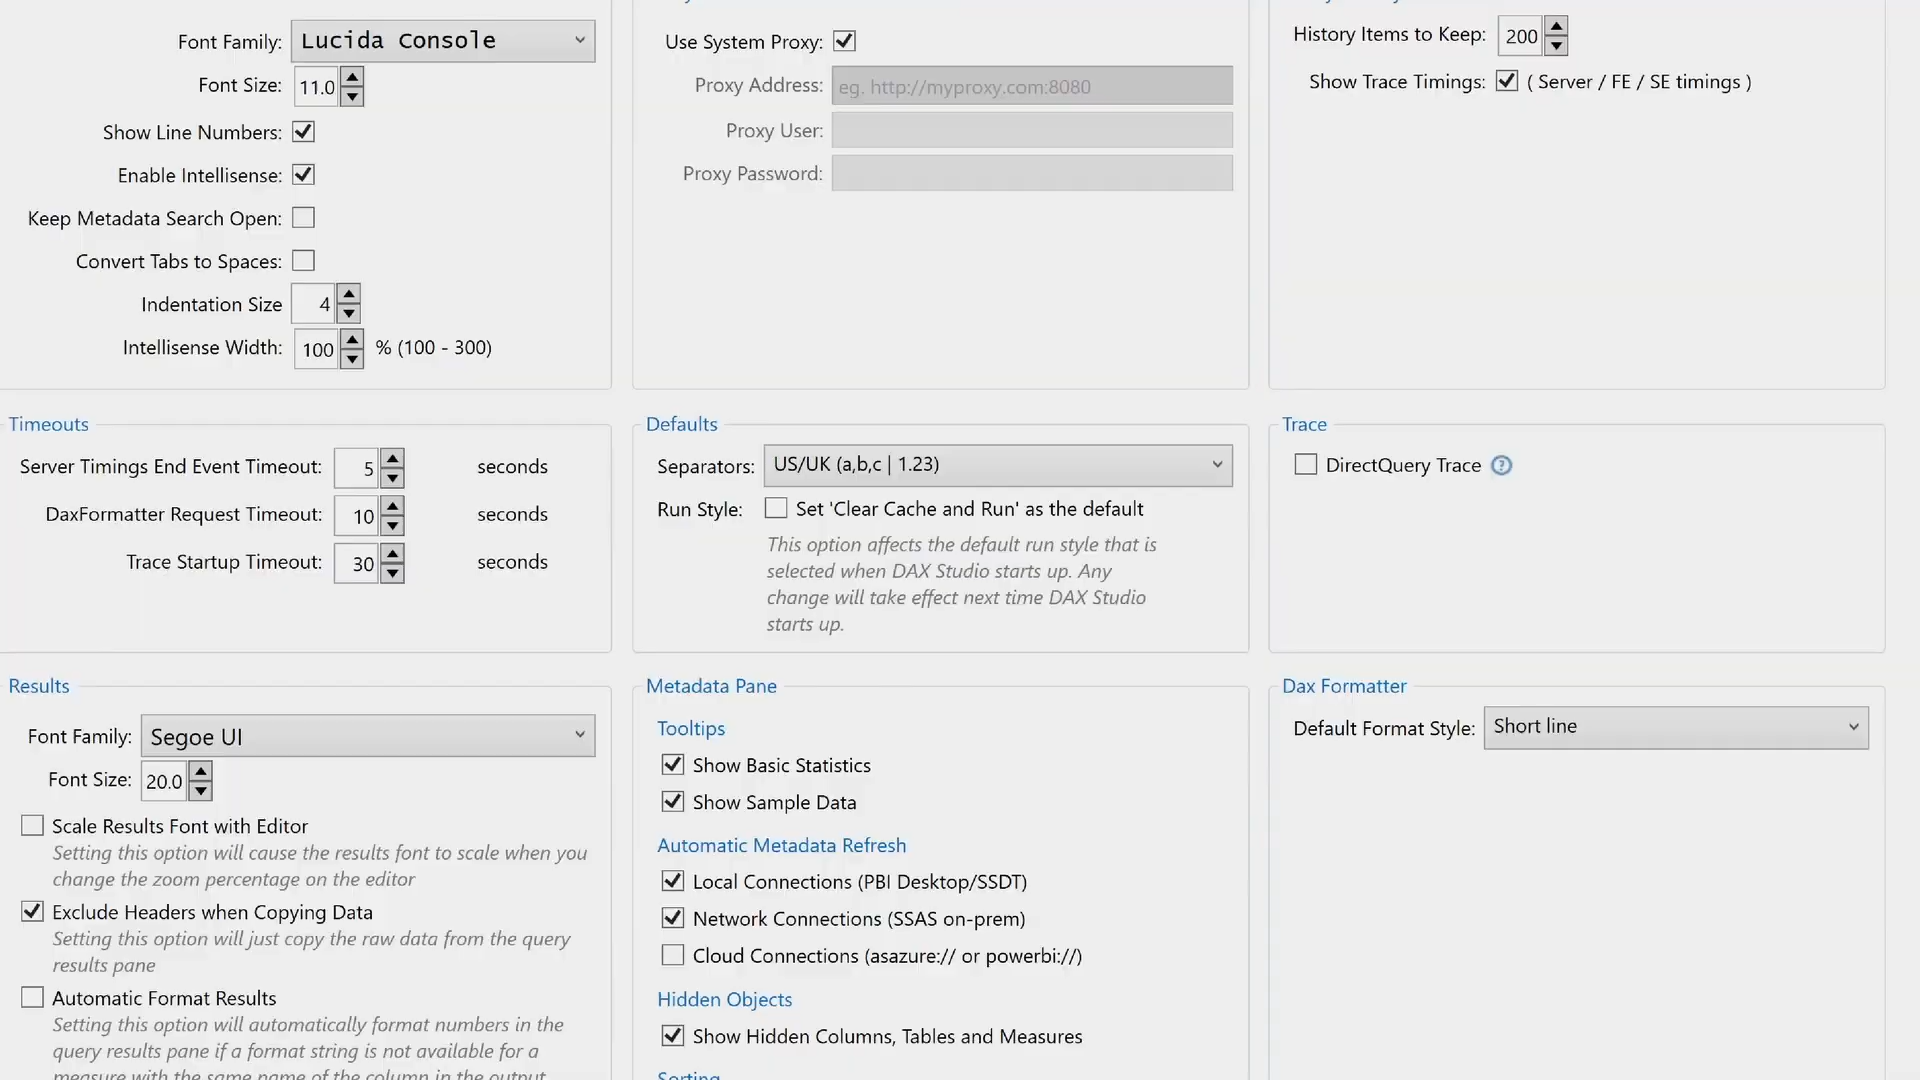 Font Family: Lucida Console
Font Size: 11.0
Show Line Numbers:
Enable Intellisense:
Keep Metadata Search Open:
Convert Tabs to Spaces:
Indentation Size 4
Intellisense Width: 100 % (100 - 300)
Use System Proxy:
Proxy Address: eg. http://myproxy.com:8080
Proxy User:
Proxy Password:
History Items to Keep: 200
Show Trace Timings: ( Server / FE / SE timings )
Timeouts
Server Timings End Event Timeout: 5 seconds
DaxFormatter Request Timeout: 10 seconds
Trace Startup Timeout: 30 seconds
Defaults
Separators: US/UK (a,b,c | 1.23)
Run Style: Set 'Clear Cache and Run' as the default
This option affects the default run style that is
selected when DAX Studio starts up. Any
change will take effect next time DAX Studio
starts up.
Trace
DirectQuery Trace ?
Results
Font Family: Segoe UI
Font Size: 20.0
Scale Results Font with Editor
Setting this option will cause the results font to scale when you
change the zoom percentage on the editor
Exclude Headers when Copying Data
Setting this option will just copy the raw data from the query
results pane
Automatic Format Results
Setting this option will automatically format numbers in the
query results pane if a format string is not available for a
measure with the same name of the column in the output
Metadata Pane
Tooltips
Show Basic Statistics
Show Sample Data
Automatic Metadata Refresh
Local Connections (PBI Desktop/SSDT)
Network Connections (SSAS on-prem)
Cloud Connections (asazure:// or powerbi://)
Hidden Objects
Show Hidden Columns, Tables and Measures
Sorting
Dax Formatter
Default Format Style: Short line